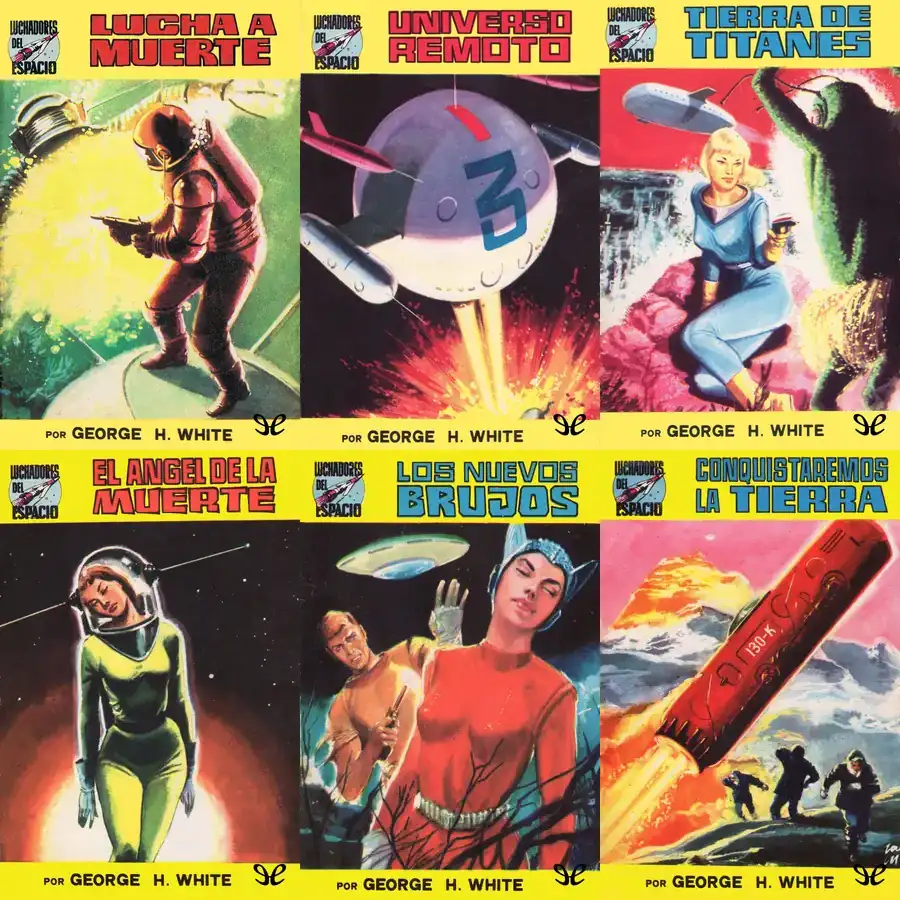 LUCHADORES
DEL
ESPACIO
LUCHA A
MUERTE
POR GEORGE H. WHITE
LUCHADORES
DEL
ESPACIO
UNIVERSO
REMOTO
POR GEORGE H. WHITE
LUCHADORES
DEL
ESPACIO
TIERRA DE
TITANES
POR GEORGE H. WHITE
LUCHADORES
DEL
ESPACIO
EL ANGEL DE LA
MUERTE
POR GEORGE H. WHITE
LUCHADORES
DEL
ESPACIO
LOS NUEVOS
BRUJOS
POR GEORGE H. WHITE
LUCHADORES
DEL
ESPACIO
CONQUISTAREMOS
LA TIERRA
130-K
POR GEORGE H. WHITE